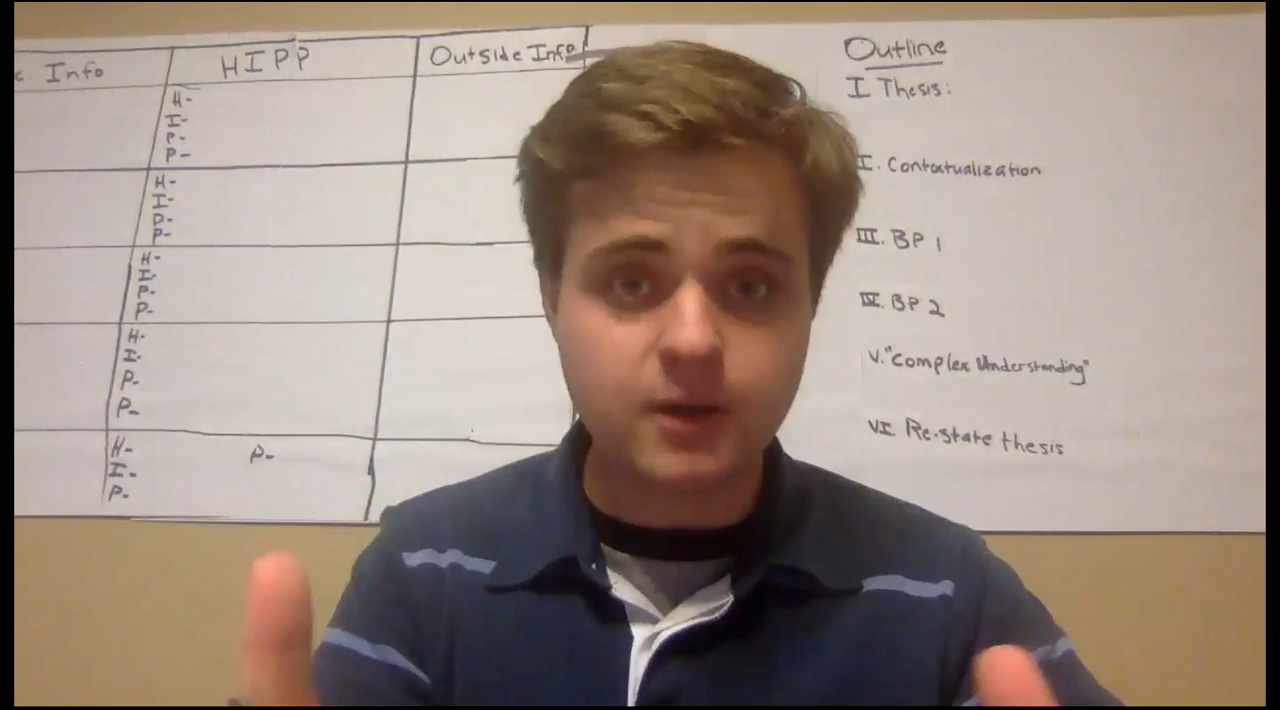 c. Info
HIPP
Outside Info
H-
I-
P-
P-
H-
I-
P-
P-
H-
I-
P-
P-
H-
I-
P-
P-
H-
I-
P-
P-
Outline
I Thesis:
I. Contextualization
III. BP 1
IV. BP 2
V. "Complex Understanding"
VI. Re-state thesis